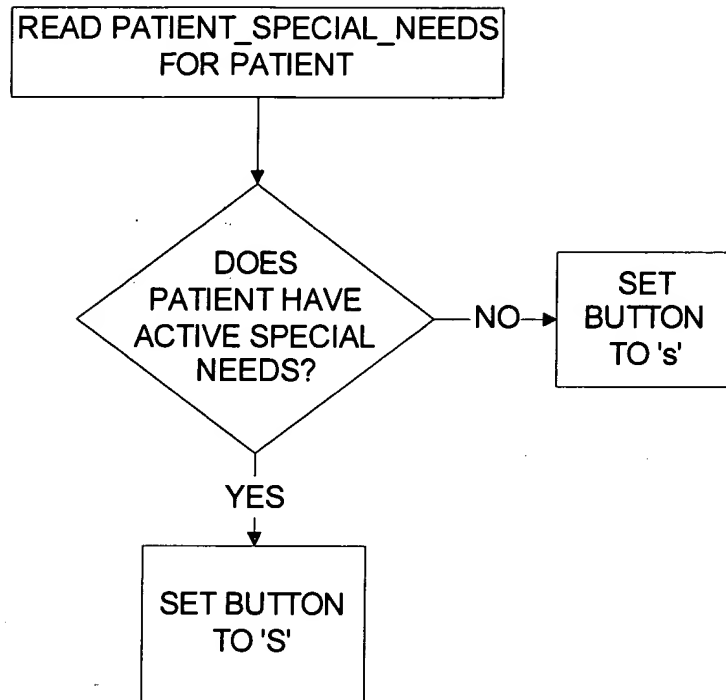 READ PATIENT_SPECIAL_NEEDS
FOR PATIENT
DOES
PATIENT HAVE
ACTIVE SPECIAL
NEEDS?
NO
SET
BUTTON
TO 's'
YES
SET BUTTON
TO 'S'